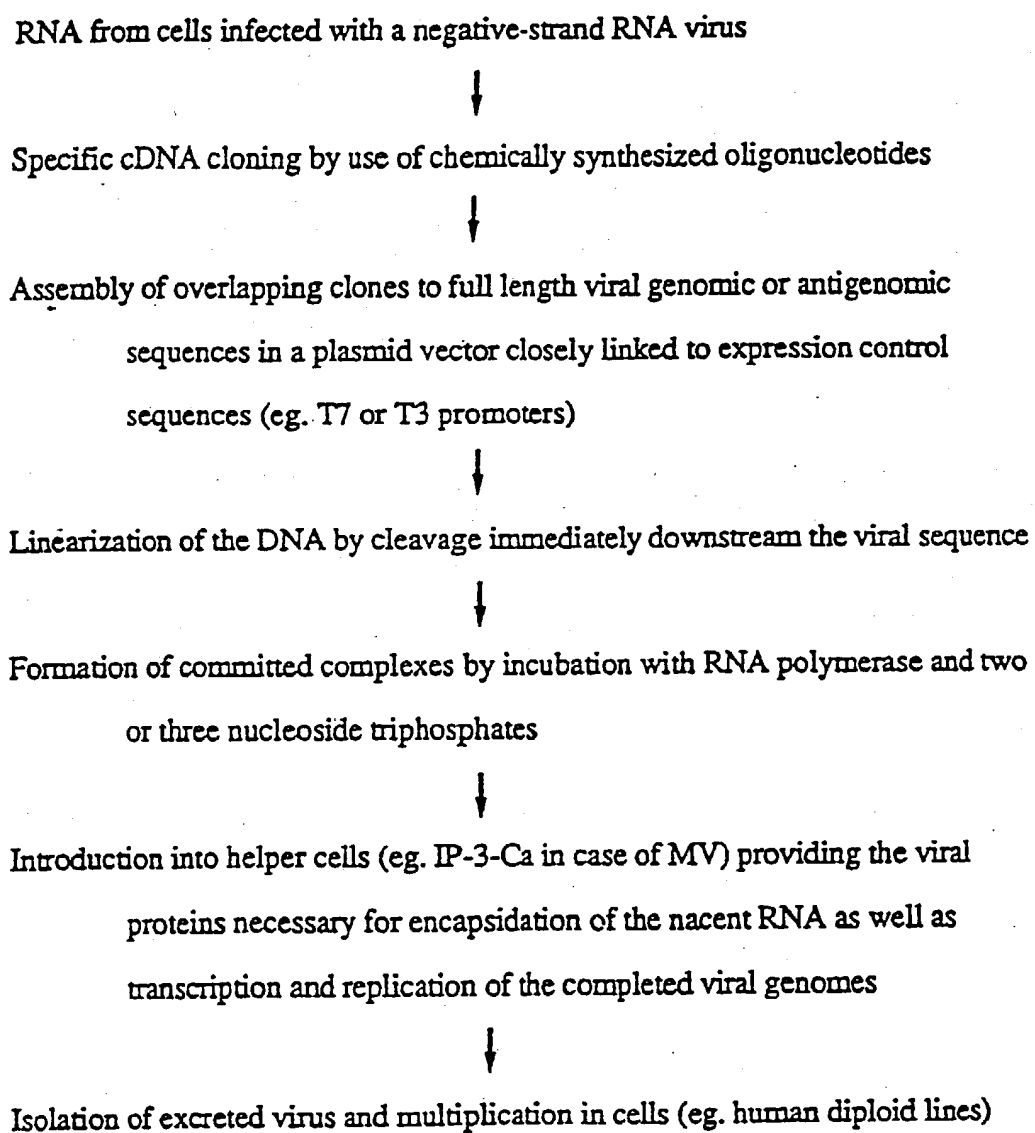 RNA from cells infected with a negative-strand RNA virus
Specific cDNA cloning by use of chemically synthesized oligonucleotides
Assembly of overlapping clones to full length viral genomic or antigenomic
sequences in a plasmid vector closely linked to expression control
sequences (eg. T7 or T3 promoters)
Linearization of the DNA by cleavage immediately downstream the viral sequence
Formation of committed complexes by incubation with RNA polymerase and two
or three nucleoside triphosphates
Introduction into helper cells (eg. IP-3-Ca in case of MV) providing the viral
proteins necessary for encapsidation of the nacent RNA as well as
transcription and replication of the completed viral genomes
Isolation of excreted virus and multiplication in cells (eg. human diploid lines)